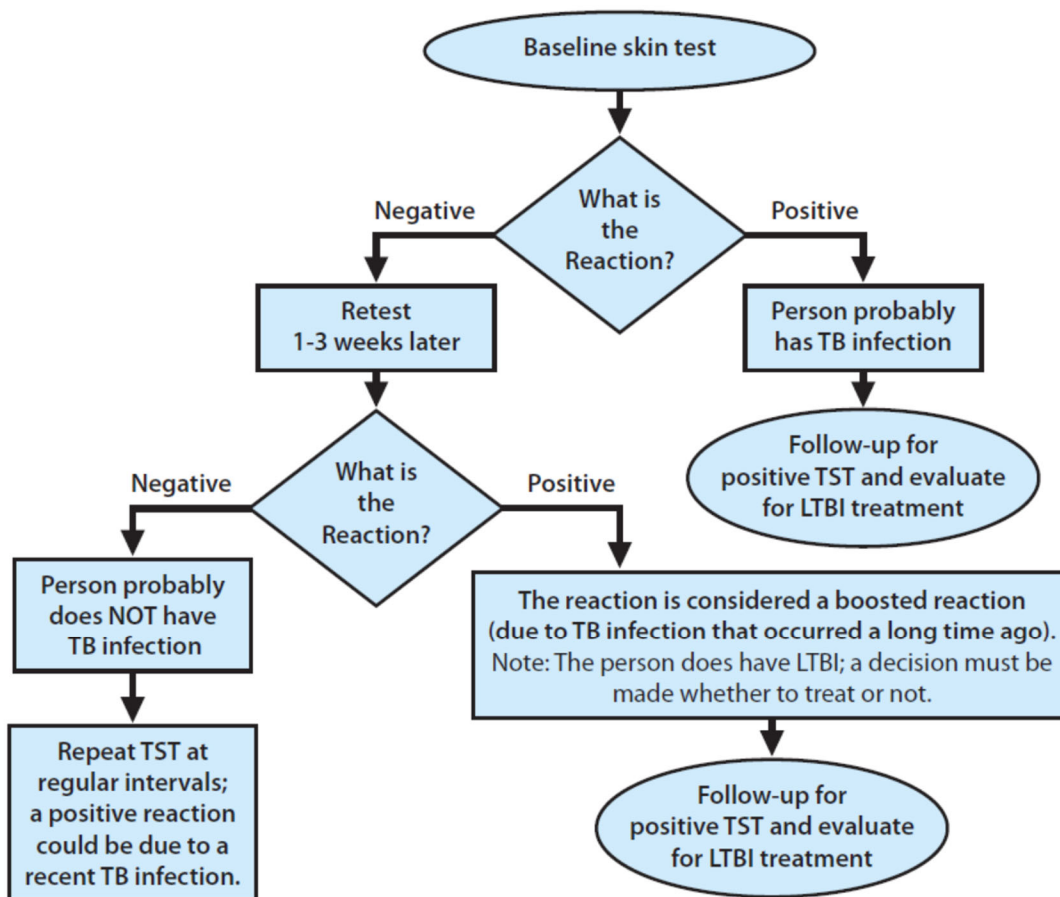 Baseline skin test
What is
the
Reaction?
Negative
Positive
Retest
1-3 weeks later
Person probably
has TB infection
Follow-up for
positive TST and evaluate
for LTBI treatment
What is
the
Reaction?
Negative
Positive
Person probably
does NOT have
TB infection
The reaction is considered a boosted reaction
(due to TB infection that occurred a long time ago).
Note: The person does have LTBI; a decision must be
made whether to treat or not.
Repeat TST at
regular intervals;
a positive reaction
could be due to a
recent TB infection.
Follow-up for
positive TST and evaluate
for LTBI treatment